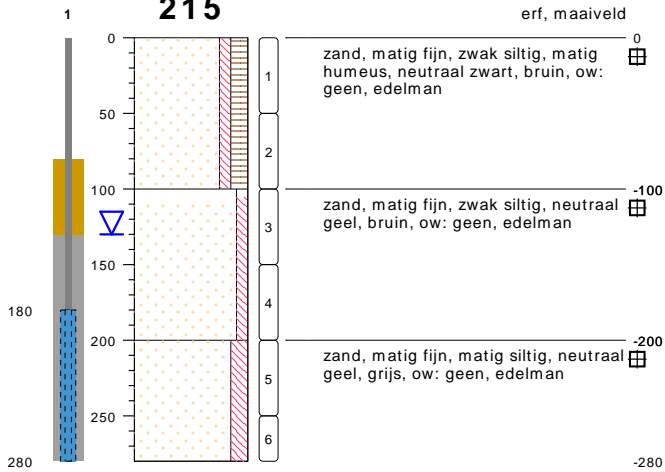 215
1
erf, maaiveld
0
0
zand, matig fijn, zwak siltig, matig
humeus, neutraal zwart, bruin, ow:
geen, edelman
1
50
2
100
-100
zand, matig fijn, zwak siltig, neutraal
geel, bruin, ow: geen, edelman
3
150
4
180
200
-200
zand, matig fijn, matig siltig, neutraal
geel, grijs, ow: geen, edelman
5
250
6
280
-280